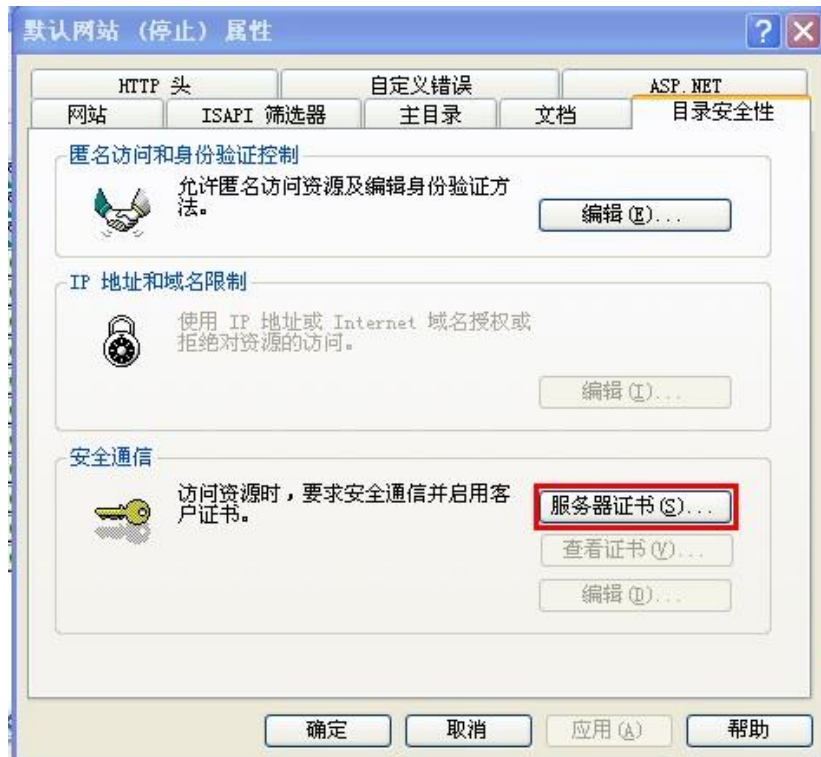 默认网站 (停止) 属性
HTTP 头
自定义错误
ASP.NET
网站
ISAPI 筛选器
主目录
文档
目录安全性
匿名访问和身份验证控制
允许匿名访问资源及编辑身份验证方
法。
编辑(E)...
IP 地址和域名限制
使用 IP 地址或 Internet 域名授权或
拒绝对资源的访问。
编辑(I)...
安全通信
访问资源时，要求安全通信并启用客
户证书。
服务器证书(S)...
查看证书(V)...
编辑(D)...
确定
取消
应用(A)
帮助